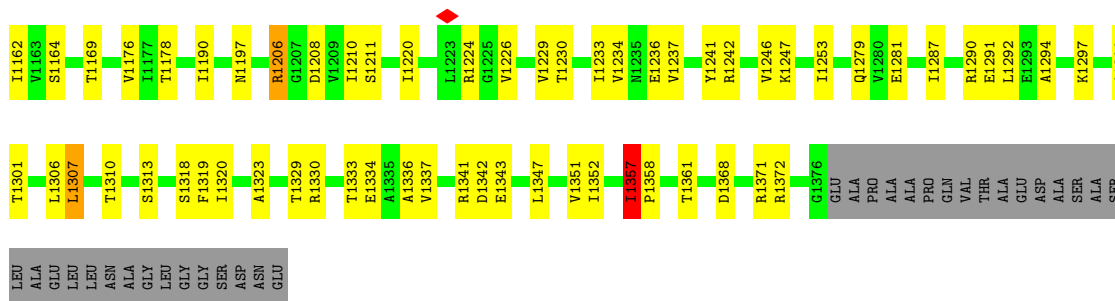 I1162 V1163 S1164 T1169 V1176 I1177 T1178 I1190 N1197 R1206 G1207 D1208 V1209 I1210 S1211 I1220 L1223 R1224 G1225 V1226 V1229 T1230 I1233 V1234 N1235 E1236 V1237 Y1241 R1242 V1246 K1247 I1253 Q1279 V1280 E1281 I1287 R1290 E1291 L1292 E1293 A1294 K1297
T1301 L1306 L1307 T1310 S1313 S1318 F1319 I1320 A1323 T1329 R1330 T1333 E1334 A1335 A1336 V1337 R1341 D1342 E1343 L1347 V1351 I1352 I1357 P1358 T1361 D1368 R1371 R1372 G1376 GLU ALA PRO ALA ALA PRO GLN VAL THR ALA GLU ASP ALA SER ALA SER
LEU ALA GLU LEU LEU ASN ALA GLY LEU GLY GLY SER ASP ASN GLU